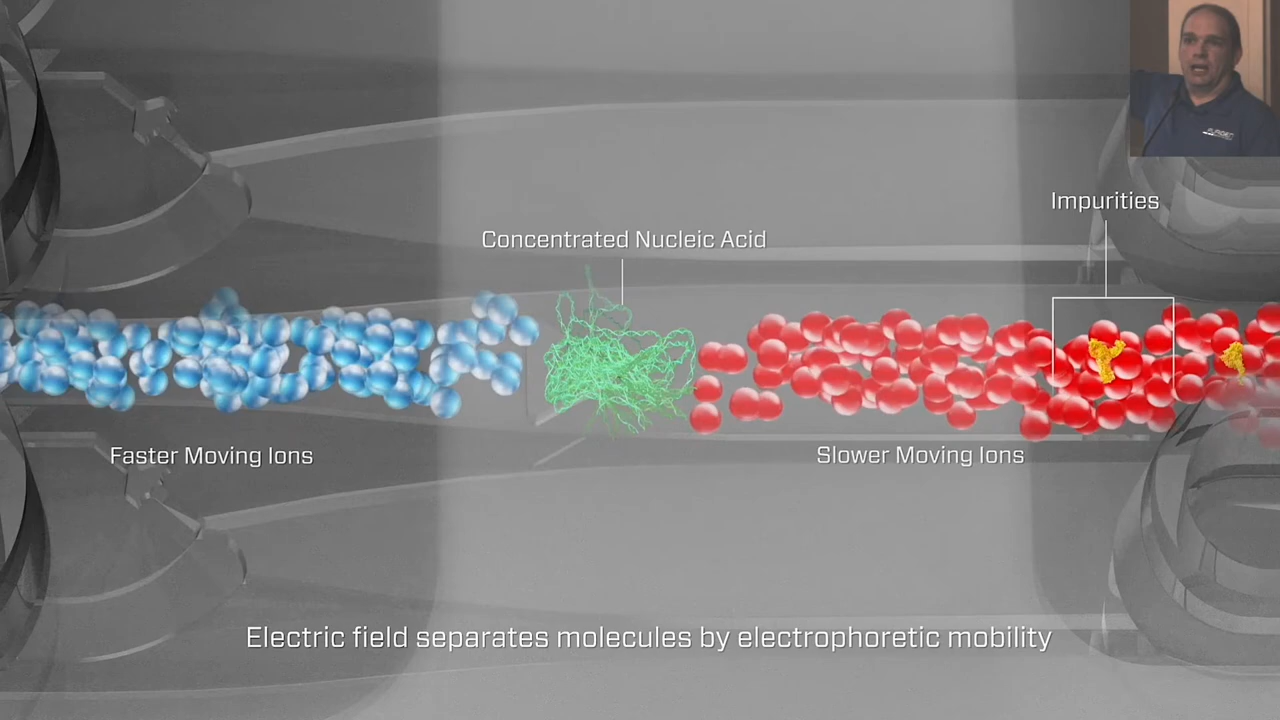 Impurities
Concentrated Nucleic Acid
Faster Moving Ions
Slower Moving Ions
Electric field separates molecules by electrophoretic mobility